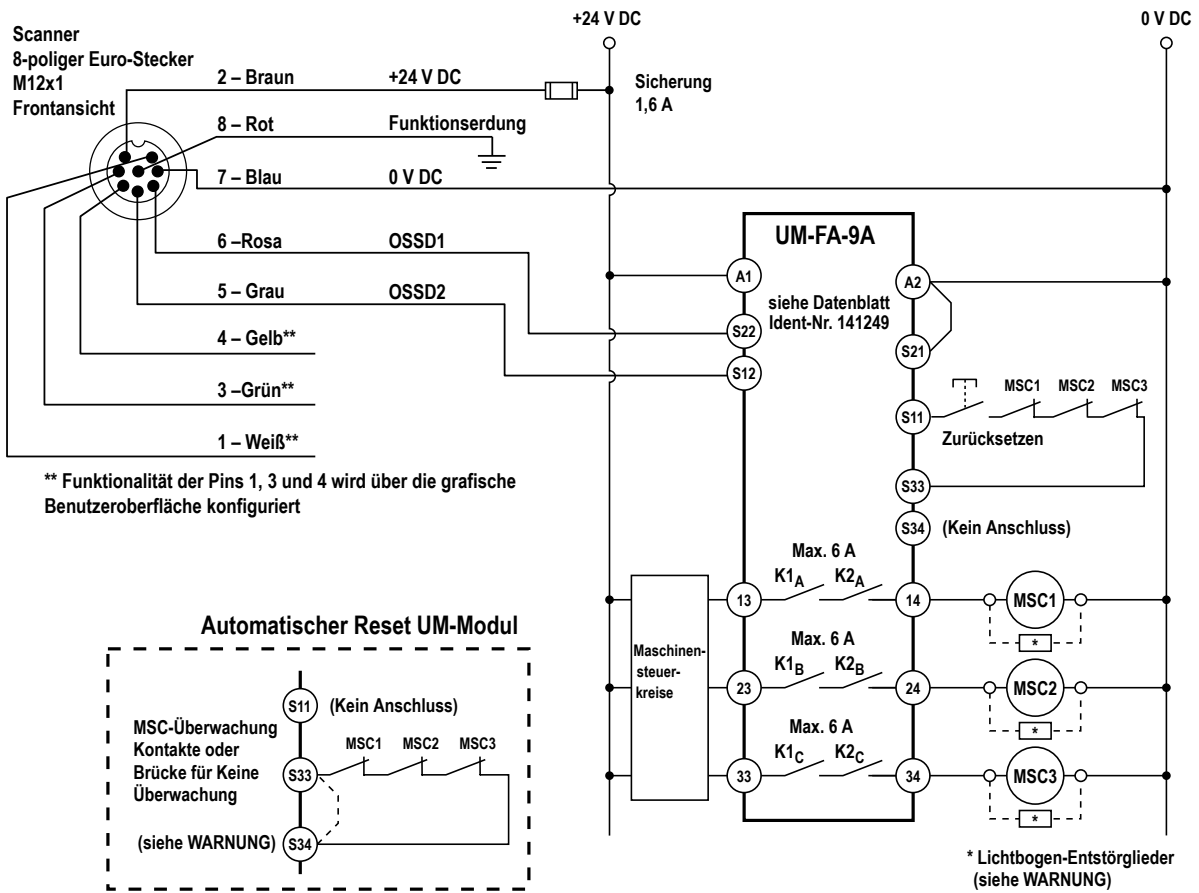 +24 V DC
0 V DC
Scanner
8-poliger Euro-Stecker
M12x1
Frontansicht
2 – Braun
+24 V DC
Sicherung
1,6 A
8 – Rot
Funktionserdung
7 – Blau
0 V DC
6 –Rosa
OSSD1
5 – Grau
OSSD2
4 – Gelb**
3 –Grün**
1 – Weiß**
** Funktionalität der Pins 1, 3 und 4 wird über die grafische
Benutzeroberfläche konfiguriert
UM-FA-9A
A1
A2
siehe Datenblatt
Ident-Nr. 141249
S22
S21
S12
S11
MSC1
MSC2
MSC3
Zurücksetzen
S33
S34
(Kein Anschluss)
Maschinen-
steuer-
kreise
Max. 6 A
K1A
K2A
13
14
MSC1
*
Max. 6 A
K1B
K2B
23
24
MSC2
*
Max. 6 A
K1C
K2C
33
34
MSC3
*
* Lichtbogen-Entstörglieder
(siehe WARNUNG)
Automatischer Reset UM-Modul
S11
(Kein Anschluss)
MSC-Überwachung
Kontakte oder
Brücke für Keine
Überwachung
MSC1
MSC2
MSC3
S33
(siehe WARNUNG)
S34